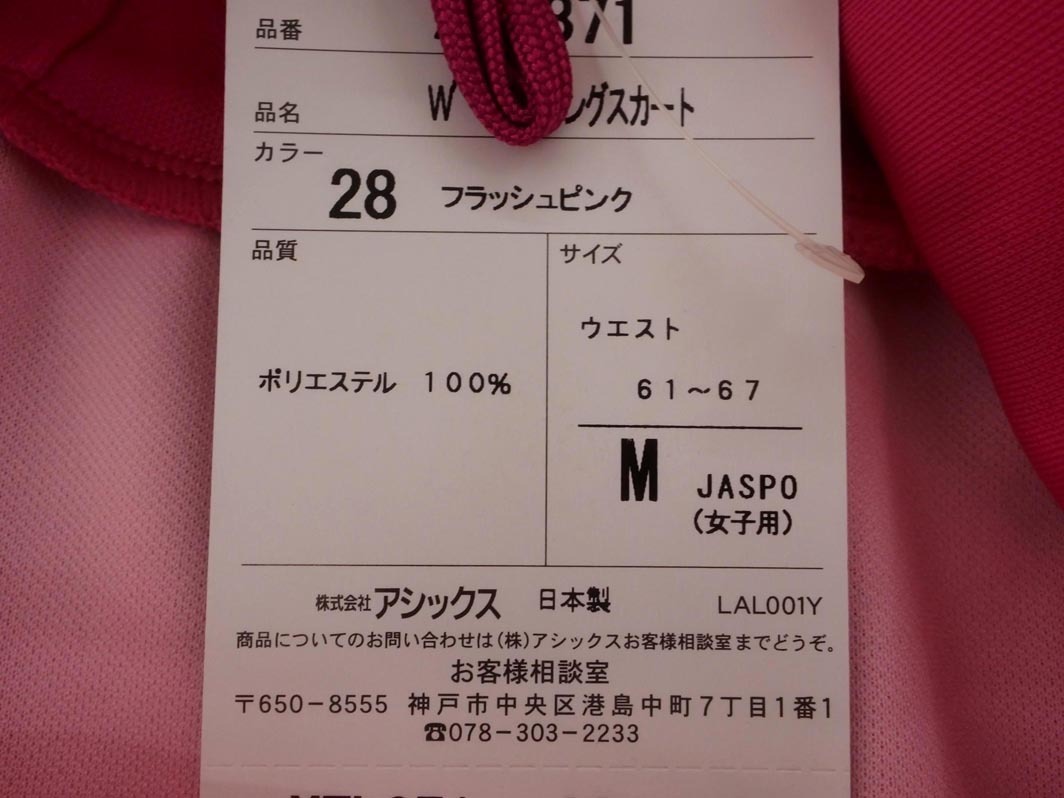 品番 371
品名 W ングスカート
カラー
28 フラッシュピンク
品質
サイズ
ウエスト
ポリエステル 100%
61～67
M JASPO
(女子用)
株式会社アシックス 日本製 LAL001Y
商品についてのお問い合わせは(株)アシックスお客様相談室までどうぞ。
お客様相談室
〒650-8555 神戸市中央区港島中町7丁目1番1
☎078-303-2233